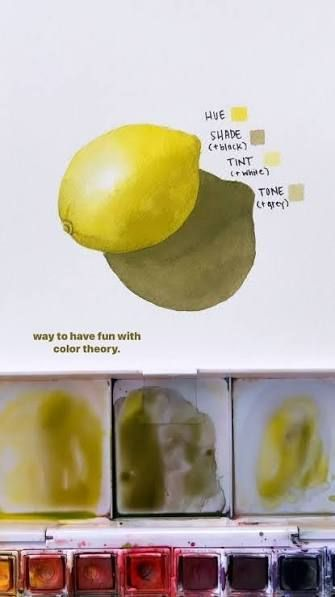 HUE
SHADE
(+black)
TINT
(+white)
TONE
(+grey)
way to have fun with
color theory.